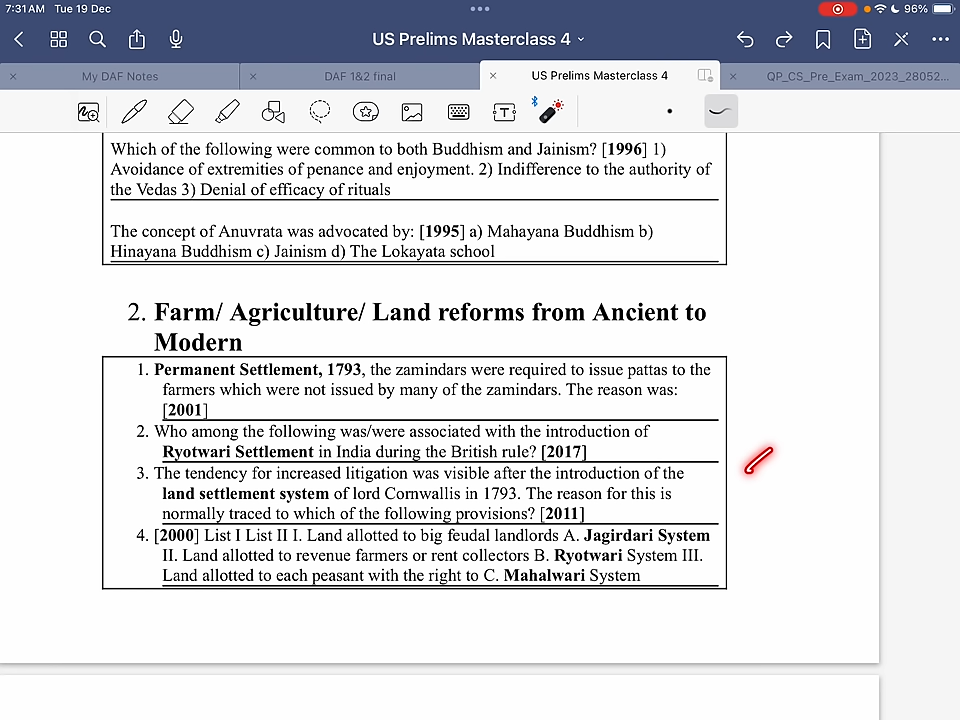 7:31AM Tue 19 Dec
96%
US Prelims Masterclass 4
My DAF Notes
DAF 1&2 final
US Prelims Masterclass 4
QP_CS_Pre_Exam_2023_28052...
Which of the following were common to both Buddhism and Jainism? [1996] 1)
Avoidance of extremities of penance and enjoyment. 2) Indifference to the authority of
the Vedas 3) Denial of efficacy of rituals
The concept of Anuvrata was advocated by: [1995] a) Mahayana Buddhism b)
Hinayana Buddhism c) Jainism d) The Lokayata school
2. Farm/ Agriculture/ Land reforms from Ancient to
Modern
1. Permanent Settlement, 1793, the zamindars were required to issue pattas to the
farmers which were not issued by many of the zamindars. The reason was:
[2001]
2. Who among the following was/were associated with the introduction of
Ryotwari Settlement in India during the British rule? [2017]
3. The tendency for increased litigation was visible after the introduction of the
land settlement system of lord Cornwallis in 1793. The reason for this is
normally traced to which of the following provisions? [2011]
4. [2000] List I List II I. Land allotted to big feudal landlords A. Jagirdari System
II. Land allotted to revenue farmers or rent collectors B. Ryotwari System III.
Land allotted to each peasant with the right to C. Mahalwari System